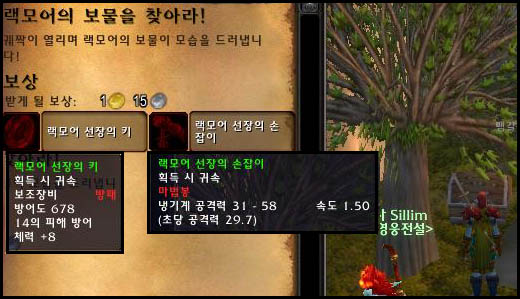 랙모어의 보물을 찾아라!
궤짝이 열리며 랙모어의 보물이 모습을 드러냅니
다!
보상
받게 될 보상: 1 15
랙모어 선장의 키
랙모어 선장의 손
잡이
랙모어 선장의 키
획득 시 귀속
보조장비 방패
방어도 678
14의 피해 방어
체력 +8
랙모어 선장의 손잡이
획득 시 귀속
마법봉
냉기계 공격력 31 - 58 속도 1.50
(초당 공격력 29.7)
Sillim
영웅전설>